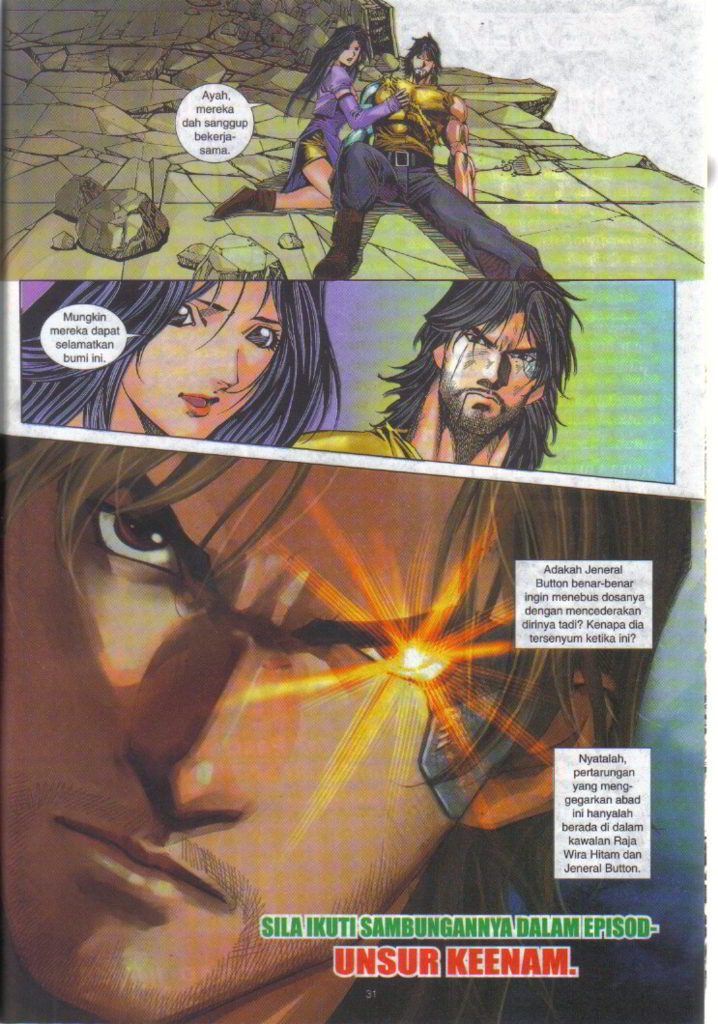 Ayah,
mereka
dah sanggup
bekerja-
sama.
Mungkin
mereka dapat
selamatkan
bumi ini.
Adakah Jeneral
Button benar-benar
ingin menebus dosanya
dengan mencederakan
dirinya tadi? Kenapa dia
tersenyum ketika ini?
Nyatalah,
pertarungan
yang meng-
gegarkan abad
ini hanyalah
berada di dalam
kawalan Raja
Wira Hitam dan
Jeneral Button.
SILA IKUTI SAMBUNGANNYA DALAM EPISOD-
UNSUR KEENAM.
31